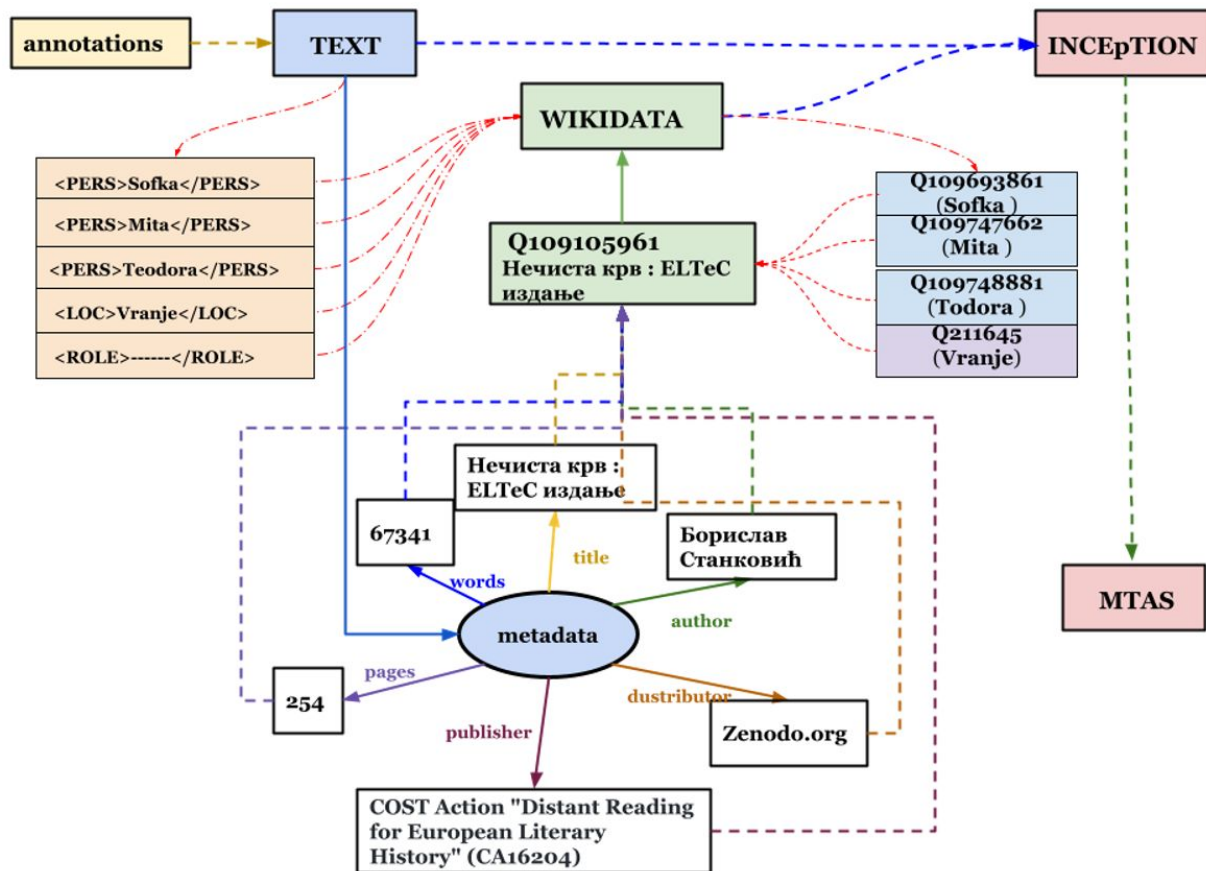 annotations
TEXT
INCEpTION
WIKIDATA
<PERS>Sofka</PERS>
<PERS>Mita</PERS>
<PERS>Teodora</PERS>
<LOC>Vranje</LOC>
<ROLE>------</ROLE>
Q109105961
Нечиста крв : ELTeC
издање
Q109693861
(Sofka )
Q109747662
(Mita )
Q109748881
(Todora )
Q211645
(Vranje)
Нечиста крв :
ELTeC издање
67341
Борислав
Станковић
title
words
author
metadata
MTAS
pages
254
dustributor
Zenodo.org
publisher
COST Action "Distant Reading
for European Literary
History" (CA16204)